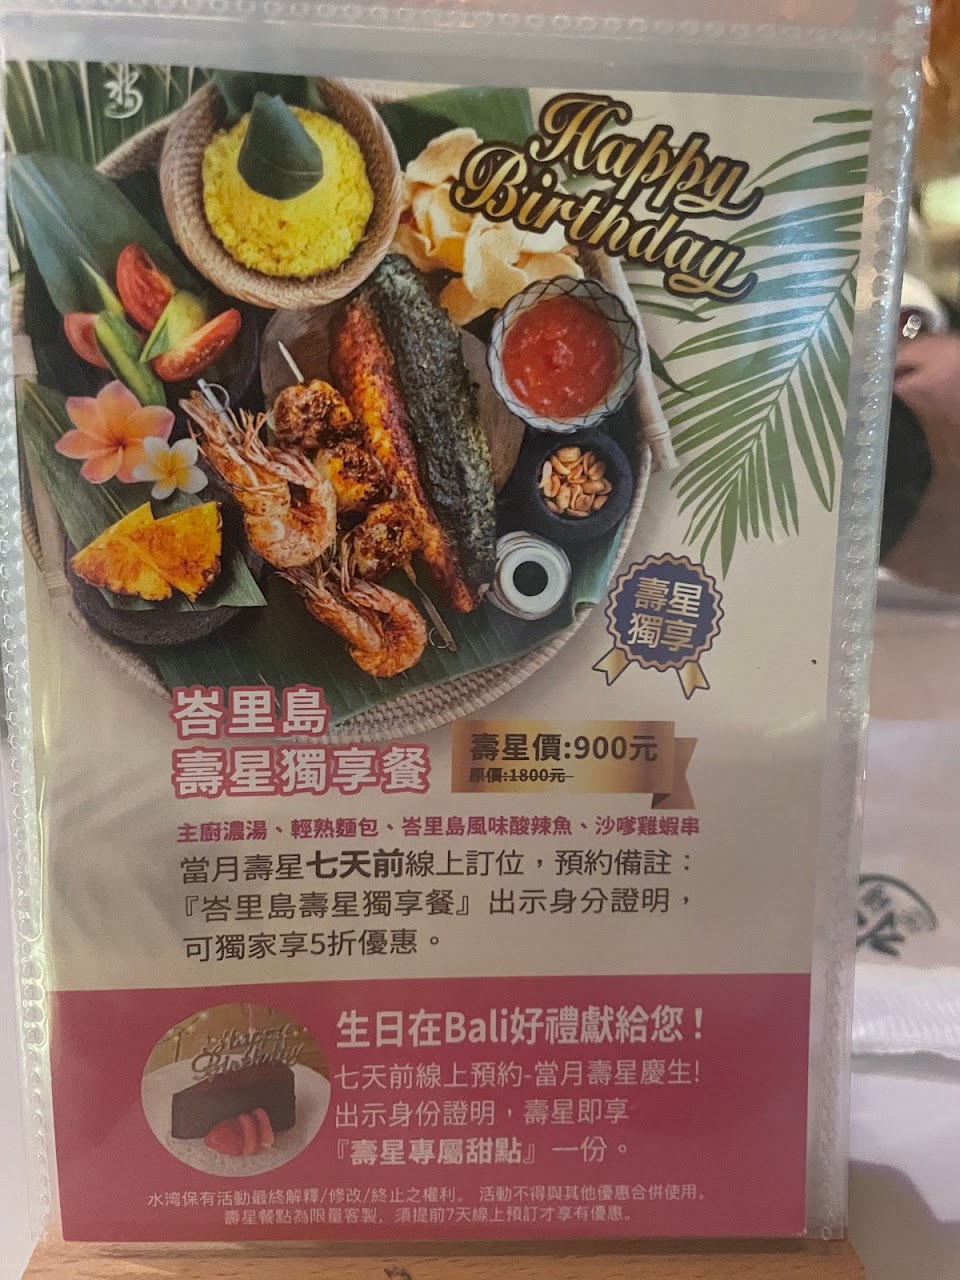 Happy
Birthday
壽星
獨享
峇里島
壽星獨享餐
壽星價:900元
原價:1800元
主廚濃湯、輕熟麵包、峇里島風味酸辣魚、沙嗲雞蝦串
當月壽星七天前線上訂位，預約備註：
『峇里島壽星獨享餐』出示身分證明，
可獨家享5折優惠。
Happy
Birthday
生日在Bali好禮獻給您！
七天前線上預約-當月壽星慶生!
出示身份證明，壽星即享
『壽星專屬甜點』一份。
水湾保有活動最終解釋/修改/終止之權利。 活動不得與其他優惠合併使用。
壽星餐點為限量客製，須提前7天線上預訂才享有優惠。